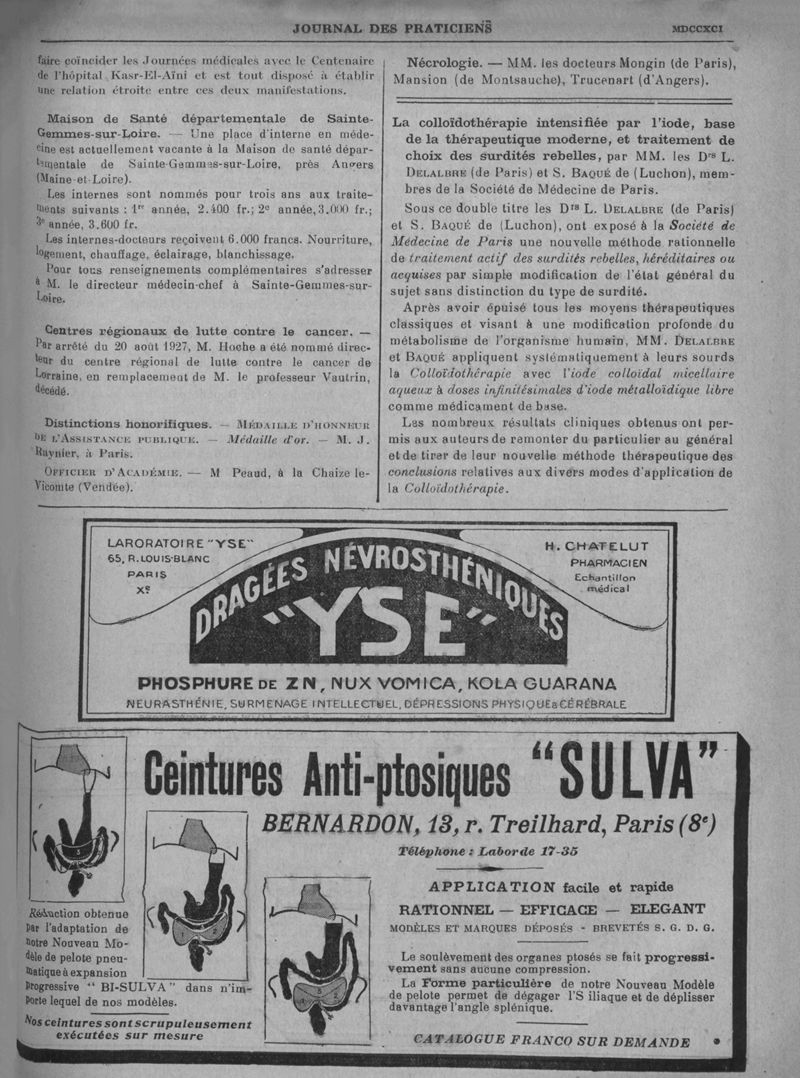 JOURNAL DES PRATICIENS
MDCCXCI
faire coïncider les Journées médicales avec le Centenaire
de l'hôpital Kasr-El-Aïni et est tout disposé à établir
une relation étroite entre ces deux manifestations.
Maison de Santé départementale de Sainte-
Gemmes-sur-Loire. — Une place d'interne en méde-
cine est actuellement vacante à la Maison de santé dépar-
tementale de Sainte-Gemmes-sur-Loire, près Angers
(Maine-et-Loire).
Les internes sont nommés pour trois ans aux traite-
ments suivants : 1re année, 2.400 fr.; 2e année, 3.000 fr.;
3e année, 3.600 fr.
Les internes-docteurs reçoivent 6.000 francs. Nourriture,
logement, chauffage, éclairage, blanchissage.
Pour tous renseignements complémentaires s'adresser
à M. le directeur médecin-chef à Sainte-Gemmes-sur-
Loire.
Centres régionaux de lutte contre le cancer. —
Par arrêté du 20 août 1927, M. Hoche a été nommé direc-
teur du centre régional de lutte contre le cancer de
Lorraine, en remplacement de M. le professeur Vautrin,
décédé.
Distinctions honorifiques. — MÉDAILLE D'HONNEUR
DE L'ASSISTANCE PUBLIQUE. — Médaille d'or. — M. J.
Raynier, à Paris.
OFFICIER D'ACADÉMIE. — M Peaud, à la Chaize le-
Vicomte (Vendée).
Nécrologie. — MM. les docteurs Mongin (de Paris),
Mansion (de Montsauche), Trucenart (d'Angers).
La colloïdothérapie intensifiée par l'iode, base
de la thérapeutique moderne, et traitement de
choix des surdités rebelles, par MM. les Drs L.
DELALBRE (de Paris) et S. BAQUÉ de (Luchon), mem-
bres de la Société de Médecine de Paris.
Sous ce double titre les Drs L. DELALBRE (de Paris)
et S. BAQUÉ de (Luchon), ont exposé à la Société de
Médecine de Paris une nouvelle méthode rationnelle
de traitement actif des surdités rebelles, héréditaires ou
acquises par simple modification de l'état général du
sujet sans distinction du type de surdité.
Après avoir épuisé tous les moyens thérapeutiques
classiques et visant à une modification profonde du
métabolisme de l'organisme humain, MM. DELALBRE
et BAQUÉ appliquent systématiquement à leurs sourds
la Colloïdothérapie avec l'iode colloïdal micellaire
aqueux à doses infinitésimales d'iode métalloïdique libre
comme médicament de base.
Les nombreux résultats cliniques obtenus ont per-
mis aux auteurs de remonter du particulier au général
et de tirer de leur nouvelle méthode thérapeutique des
conclusions relatives aux divers modes d'application de
la Colloïdothérapie.
LARORATOIRE "YSE"
65, R. LOUIS-BLANC
PARIS
Xe
H. CHATELUT
PHARMACIEN
Echantillon
médical
DRAGÉES NÉVROSTHÉNIQUES
"YSE"
PHOSPHURE DE ZN, NUX VOMICA, KOLA GUARANA
NEURASTHÉNIE, SURMENAGE INTELLECTUEL, DÉPRESSIONS PHYSIQUE & CÉRÉBRALE
Ceintures Anti-ptosiques "SULVA"
BERNARDON, 13, r. Treilhard, Paris (8e)
Téléphone : Laborde 17-35
APPLICATION facile et rapide
RATIONNEL — EFFICACE — ELEGANT
MODÈLES ET MARQUES DÉPOSÉS - BREVETÉS S. G. D. G.
Le soulèvement des organes ptosés se fait progressi-
vement sans aucune compression.
La Forme particulière de notre Nouveau Modèle
de pelote permet de dégager l'S iliaque et de déplisser
davantage l'angle splénique.
CATALOGUE FRANCO SUR DEMANDE
Réduction obtenue
par l'adaptation de
notre Nouveau Mo-
dèle de pelote pneu-
matique à expansion
progressive "BI-SULVA" dans n'im-
porte lequel de nos modèles.
Nos ceintures sont scrupuleusement
exécutées sur mesure